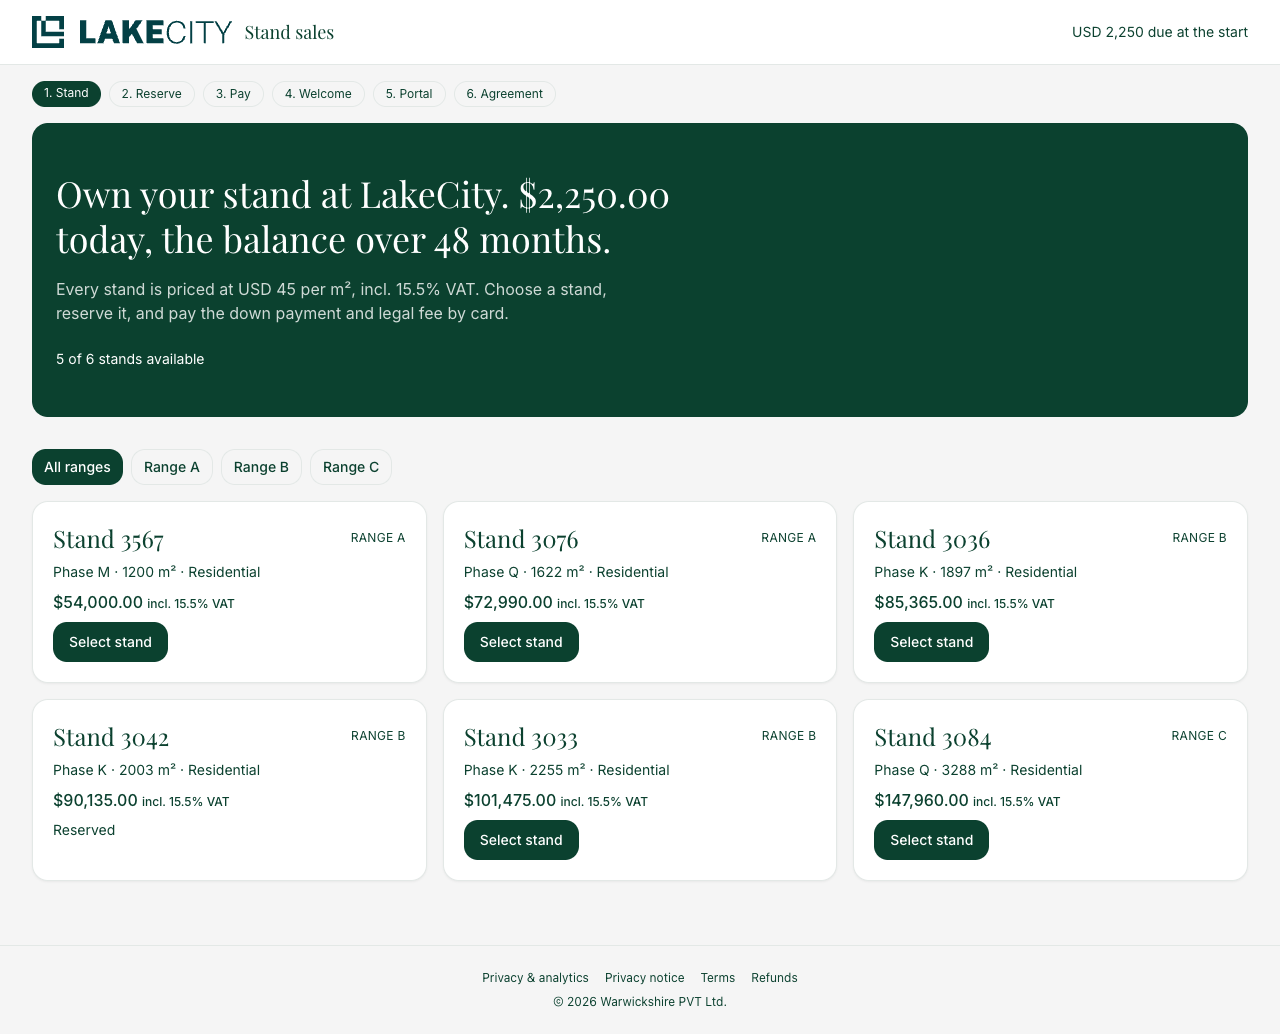 LAKECITY Stand sales
USD 2,250 due at the start
1. Stand
2. Reserve
3. Pay
4. Welcome
5. Portal
6. Agreement
Own your stand at LakeCity. $2,250.00
today, the balance over 48 months.
Every stand is priced at USD 45 per m², incl. 15.5% VAT. Choose a stand,
reserve it, and pay the down payment and legal fee by card.
5 of 6 stands available
All ranges
Range A
Range B
Range C
Stand 3567
RANGE A
Phase M · 1200 m² · Residential
$54,000.00 incl. 15.5% VAT
Select stand
Stand 3076
RANGE A
Phase Q · 1622 m² · Residential
$72,990.00 incl. 15.5% VAT
Select stand
Stand 3036
RANGE B
Phase K · 1897 m² · Residential
$85,365.00 incl. 15.5% VAT
Select stand
Stand 3042
RANGE B
Phase K · 2003 m² · Residential
$90,135.00 incl. 15.5% VAT
Reserved
Stand 3033
RANGE B
Phase K · 2255 m² · Residential
$101,475.00 incl. 15.5% VAT
Select stand
Stand 3084
RANGE C
Phase Q · 3288 m² · Residential
$147,960.00 incl. 15.5% VAT
Select stand
Privacy & analytics
Privacy notice
Terms
Refunds
© 2026 Warwickshire PVT Ltd.